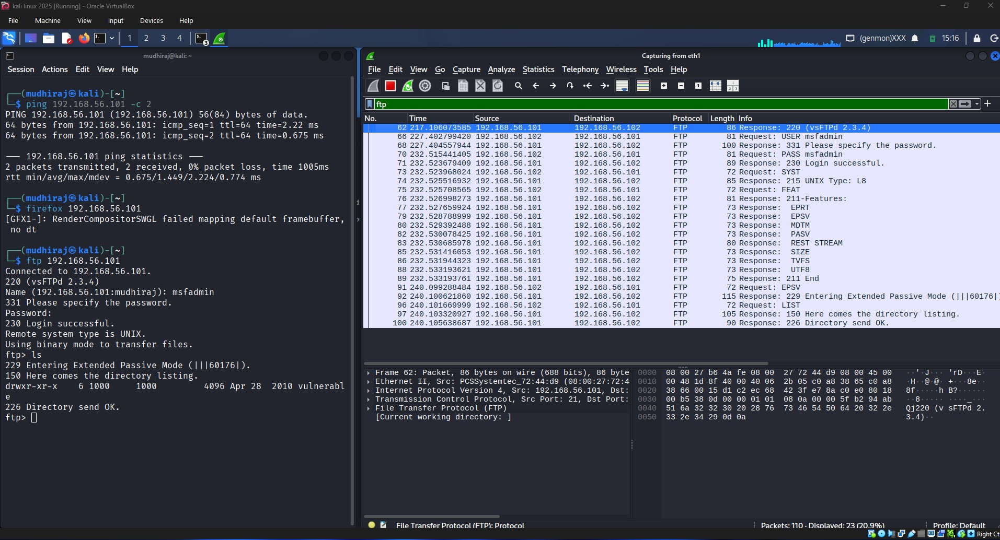 kali linux 2025 [Running] - Oracle VirtualBox
File Machine View Input Devices Help
1 2 3 4
3
(genmon)XXX 15:16
mudhiraj@kali: ~
Session Actions Edit View Help
(mudhiraj㉿kali)-[~]
$ ping 192.168.56.101 -c 2
PING 192.168.56.101 (192.168.56.101) 56(84) bytes of data.
64 bytes from 192.168.56.101: icmp_seq=1 ttl=64 time=2.22 ms
64 bytes from 192.168.56.101: icmp_seq=2 ttl=64 time=0.675 ms
--- 192.168.56.101 ping statistics ---
2 packets transmitted, 2 received, 0% packet loss, time 1005ms
rtt min/avg/max/mdev = 0.675/1.449/2.224/0.774 ms
(mudhiraj㉿kali)-[~]
$ firefox 192.168.56.101
[GFX1-]: RenderCompositorSWGL failed mapping default framebuffer,
no dt
(mudhiraj㉿kali)-[~]
$ ftp 192.168.56.101
Connected to 192.168.56.101.
220 (vsFTPd 2.3.4)
Name (192.168.56.101:mudhiraj): msfadmin
331 Please specify the password.
Password:
230 Login successful.
Remote system type is UNIX.
Using binary mode to transfer files.
ftp> ls
229 Entering Extended Passive Mode (|||60176|).
150 Here comes the directory listing.
drwxr-xr-x    6 1000     1000         4096 Apr 28  2010 vulnerabl
e
226 Directory send OK.
ftp>
Capturing from eth1
File Edit View Go Capture Analyze Statistics Telephony Wireless Tools Help
ftp
No. Time Source Destination Protocol Length Info
62 217.106073585 192.168.56.101 192.168.56.102 FTP 86 Response: 220 (vsFTPd 2.3.4)
66 227.402799420 192.168.56.102 192.168.56.101 FTP 81 Request: USER msfadmin
68 227.404557944 192.168.56.101 192.168.56.102 FTP 100 Response: 331 Please specify the password.
70 232.515441405 192.168.56.102 192.168.56.101 FTP 81 Request: PASS msfadmin
71 232.523679409 192.168.56.101 192.168.56.102 FTP 89 Response: 230 Login successful.
73 232.523968024 192.168.56.102 192.168.56.101 FTP 72 Request: SYST
74 232.525516932 192.168.56.101 192.168.56.102 FTP 85 Response: 215 UNIX Type: L8
75 232.525708565 192.168.56.102 192.168.56.101 FTP 72 Request: FEAT
76 232.526998273 192.168.56.101 192.168.56.102 FTP 81 Response: 211-Features:
77 232.527659924 192.168.56.101 192.168.56.102 FTP 73 Response:  EPRT
79 232.528788999 192.168.56.101 192.168.56.102 FTP 73 Response:  EPSV
80 232.529392488 192.168.56.101 192.168.56.102 FTP 73 Response:  MDTM
82 232.530078425 192.168.56.101 192.168.56.102 FTP 73 Response:  PASV
83 232.530685978 192.168.56.101 192.168.56.102 FTP 80 Response:  REST STREAM
85 232.531416053 192.168.56.101 192.168.56.102 FTP 73 Response:  SIZE
86 232.531944323 192.168.56.101 192.168.56.102 FTP 73 Response:  TVFS
88 232.533193621 192.168.56.101 192.168.56.102 FTP 73 Response:  UTF8
89 232.533193761 192.168.56.101 192.168.56.102 FTP 75 Response: 211 End
91 240.099288484 192.168.56.102 192.168.56.101 FTP 72 Request: EPSV
92 240.100621860 192.168.56.101 192.168.56.102 FTP 115 Response: 229 Entering Extended Passive Mode (|||60176|)
96 240.101669999 192.168.56.102 192.168.56.101 FTP 72 Request: LIST
97 240.103320927 192.168.56.101 192.168.56.102 FTP 105 Response: 150 Here comes the directory listing.
100 240.105638687 192.168.56.101 192.168.56.102 FTP 90 Response: 226 Directory send OK.
Frame 62: Packet, 86 bytes on wire (688 bits), 86 byte
Ethernet II, Src: PCSSystemtec_72:44:d9 (08:00:27:72:4
Internet Protocol Version 4, Src: 192.168.56.101, Dst:
Transmission Control Protocol, Src Port: 21, Dst Port:
File Transfer Protocol (FTP)
[Current working directory: ]
0000 08 00 27 b6 4a fe 08 00 27 72 44 d9 08 00 45 00 ··'·J··· 'rD···E·
0010 00 48 1d 8f 40 00 40 06 2b 05 c0 a8 38 65 c0 a8 ·H··@·@· +···8e··
0020 38 66 00 15 d1 c2 ec 68 42 3f e7 8a c0 e0 80 18 8f·····h B?······
0030 00 b5 38 0d 00 00 01 01 08 0a 00 00 5f b2 94 ab ··8····· ····_···
0040 51 6a 32 32 30 20 28 76 73 46 54 50 64 20 32 2e Qj220 (v sFTPd 2.
0050 33 2e 34 29 0d 0a 3.4)··
File Transfer Protocol (FTP): Protocol
Packets: 110 · Displayed: 23 (20.9%)
Profile: Default
Right Ct